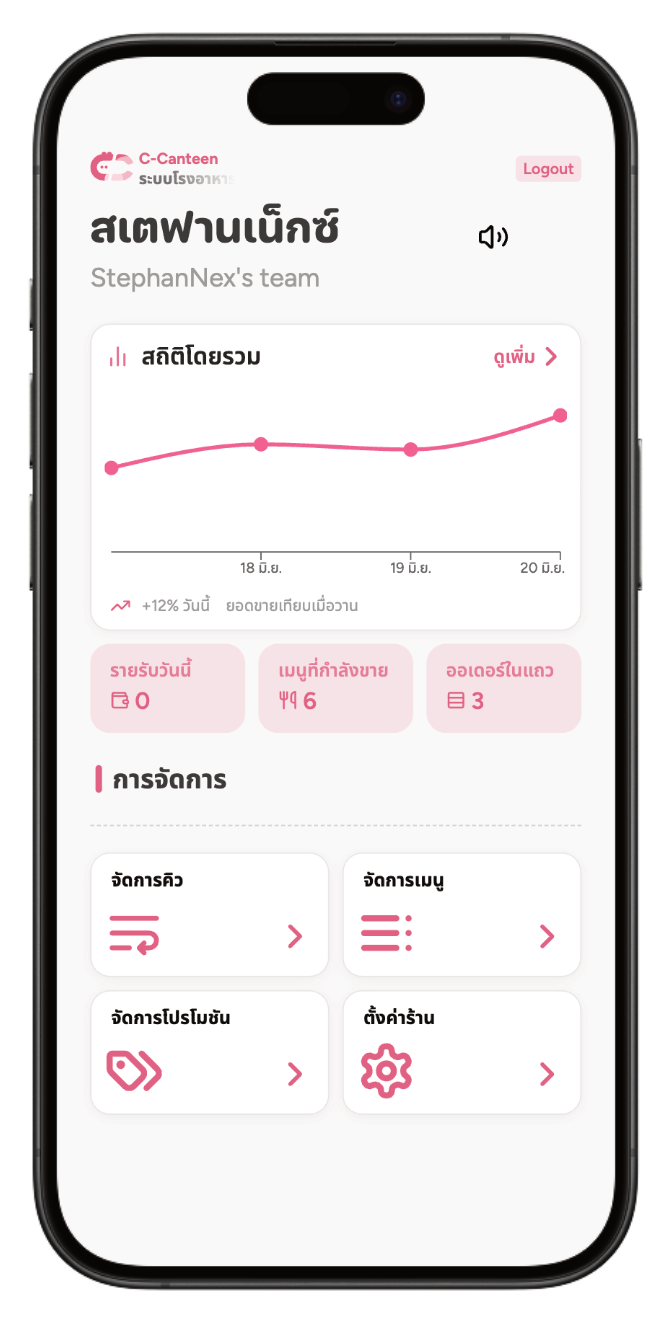 C-Canteen
ระบบโรงอาหาร
Logout
สเตฟานเน็กซ์
StephanNex's team
สถิติโดยรวม
ดูเพิ่ม
18 มิ.ย. 19 มิ.ย. 20 มิ.ย.
+12% วันนี้ ยอดขายเทียบเมื่อวาน
รายรับวันนี้ เมนูที่กำลังขาย ออเดอร์ในแถว
0 6 3
การจัดการ
จัดการคิว จัดการเมนู
จัดการโปรโมชัน ตั้งค่าร้าน